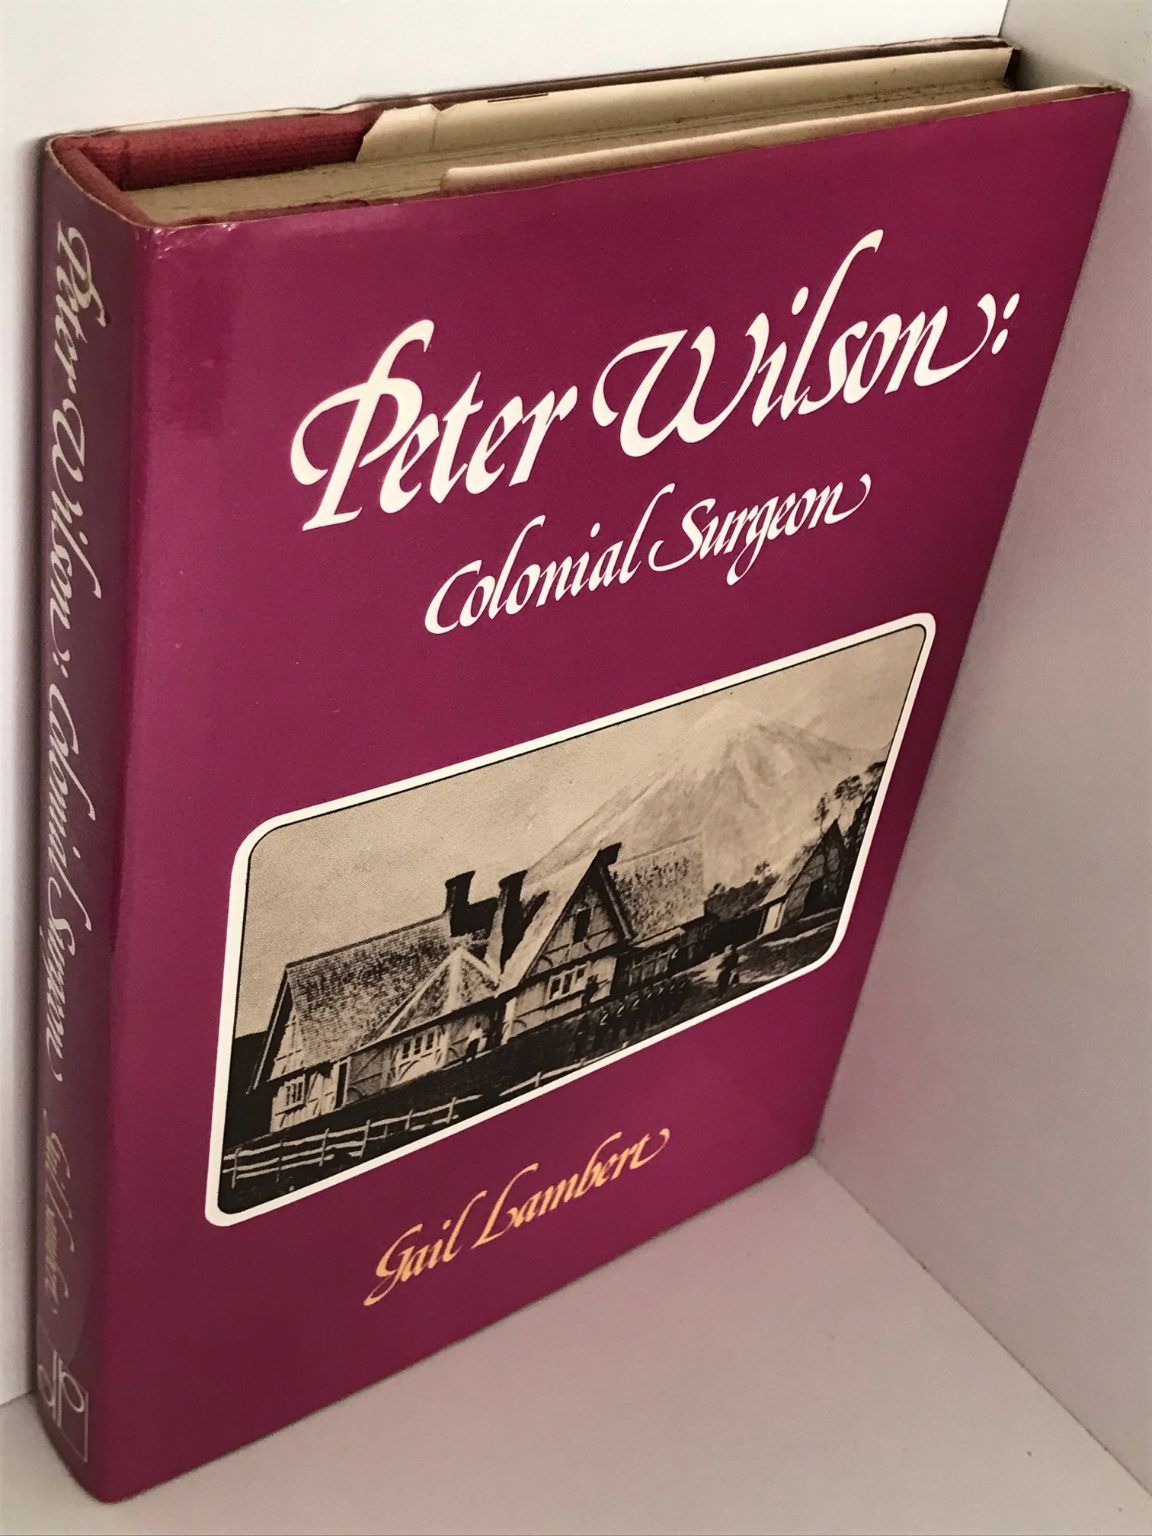 Peter Wilson:
Colonial Surgeon
Gail Lambert
Peter Wilson: Colonial Surgeon Gail Lambert